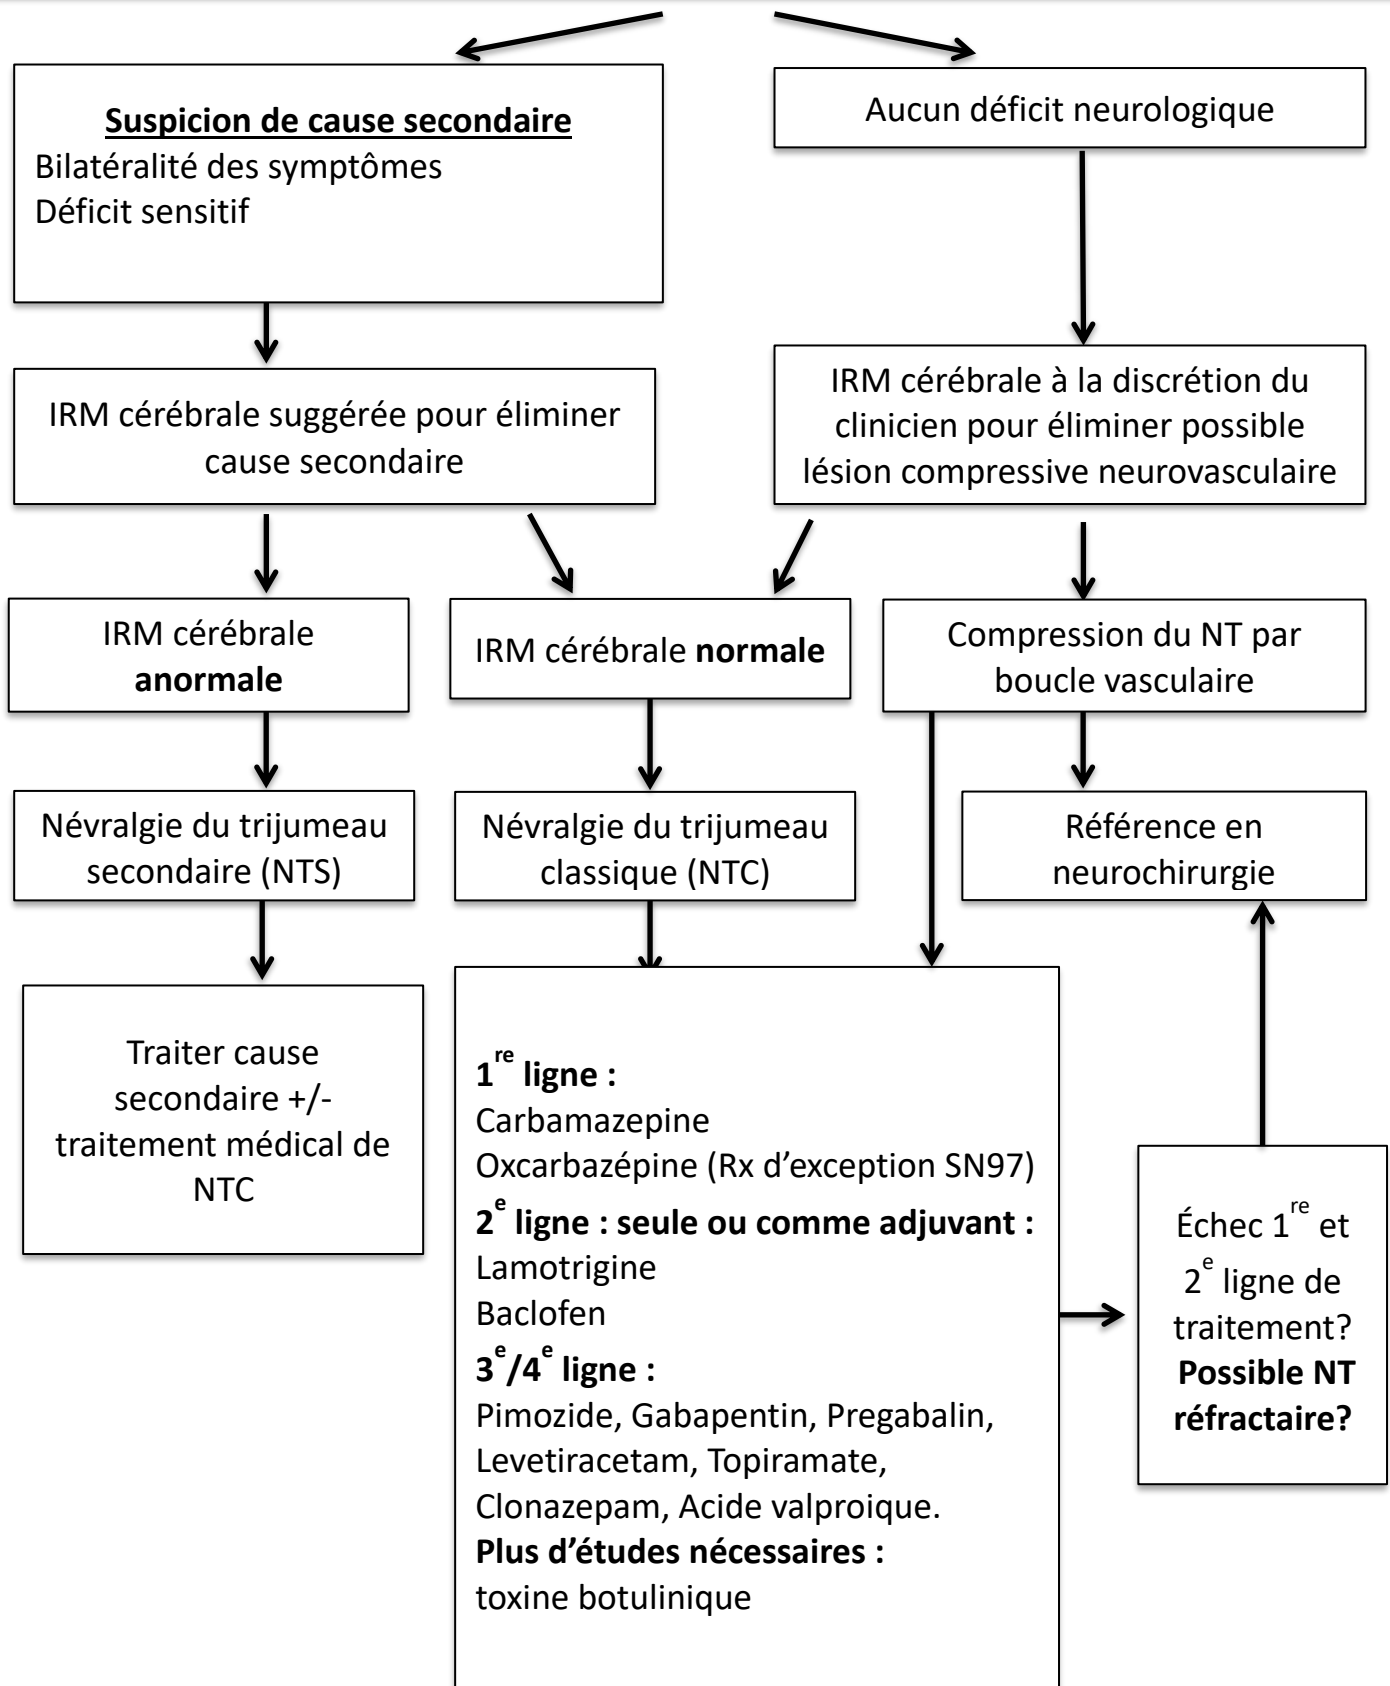 Suspicion de cause secondaire
Bilatéralité des symptômes
Déficit sensitif
Aucun déficit neurologique
IRM cérébrale suggérée pour éliminer
cause secondaire
IRM cérébrale à la discrétion du
clinicien pour éliminer possible
lésion compressive neurovasculaire
IRM cérébrale
anormale
IRM cérébrale normale
Compression du NT par
boucle vasculaire
Névralgie du trijumeau
secondaire (NTS)
Névralgie du trijumeau
classique (NTC)
Référence en
neurochirurgie
Traiter cause
secondaire +/-
traitement médical de
NTC
1re ligne :
Carbamazepine
Oxcarbazépine (Rx d’exception SN97)
2e ligne : seule ou comme adjuvant :
Lamotrigine
Baclofen
3e/4e ligne :
Pimozide, Gabapentin, Pregabalin,
Levetiracetam, Topiramate,
Clonazepam, Acide valproique.
Plus d’études nécessaires :
toxine botulinique
Échec 1re et
2e ligne de
traitement?
Possible NT
réfractaire?